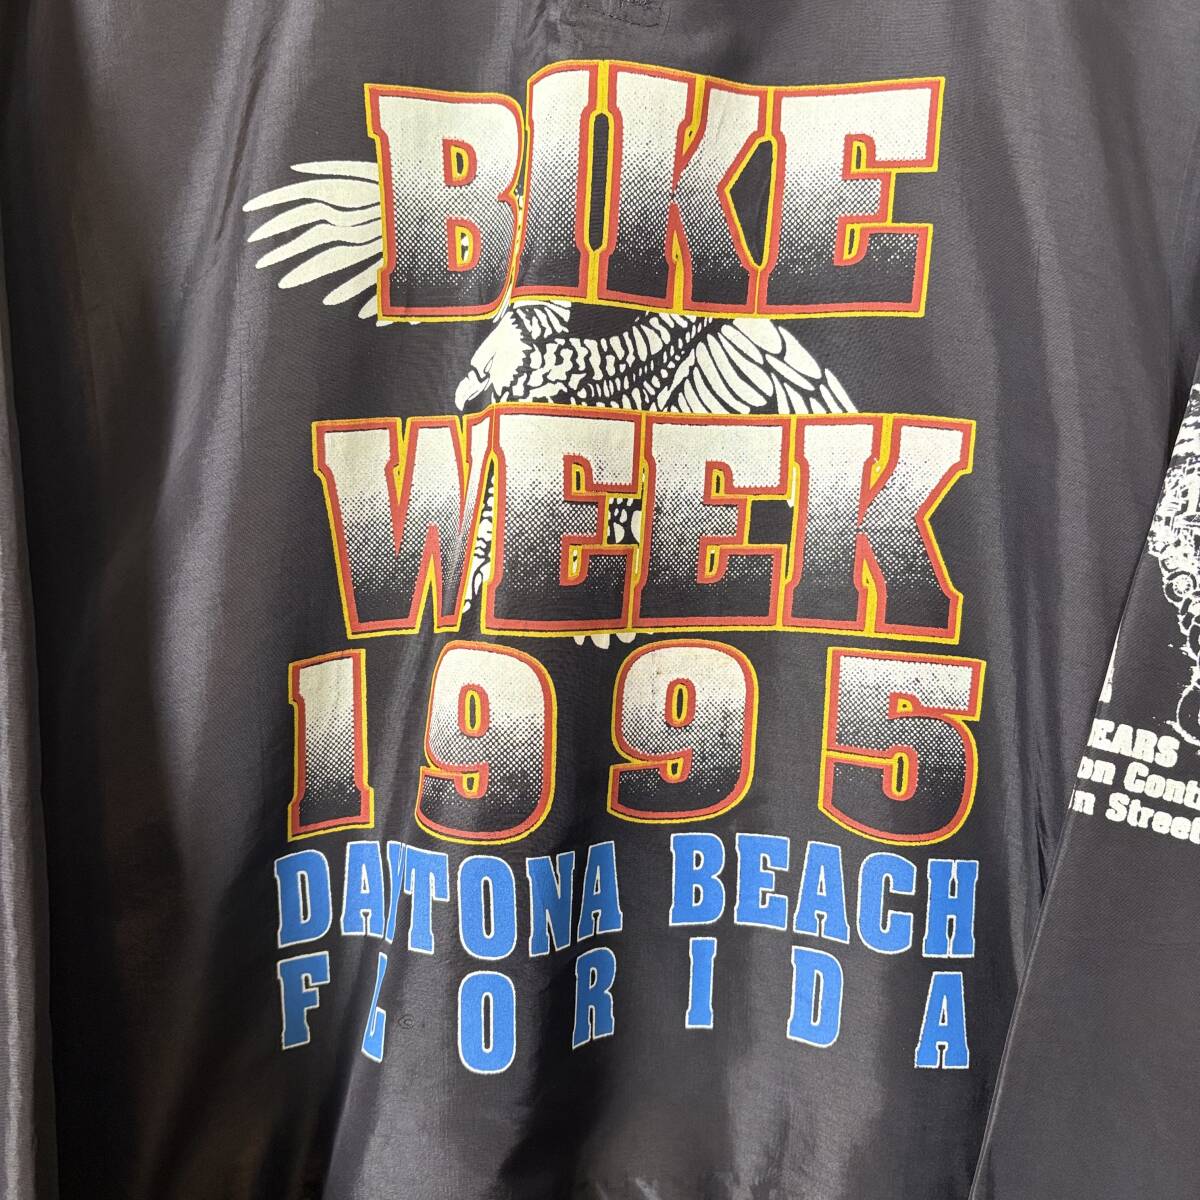 BIKE
WEEK
1995
DAYTONA BEACH
FLORIDA
©